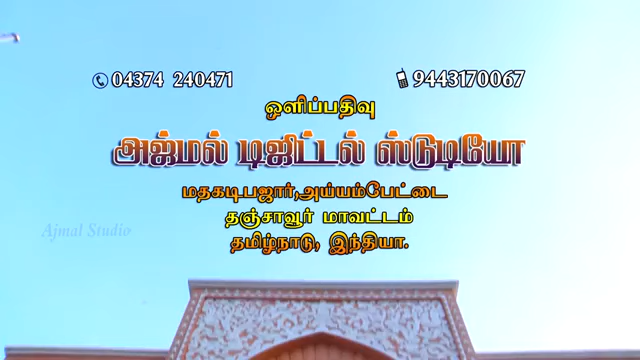 04374 240471
9443170067
ஒளிப்பதிவு
அஜ்மல் டிஜிட்டல் ஸ்டுடியோ
மதகடிபஜார்,அய்யம்பேட்டை
தஞ்சாவூர் மாவட்டம்
Ajmal Studio
தமிழ்நாடு, இந்தியா.